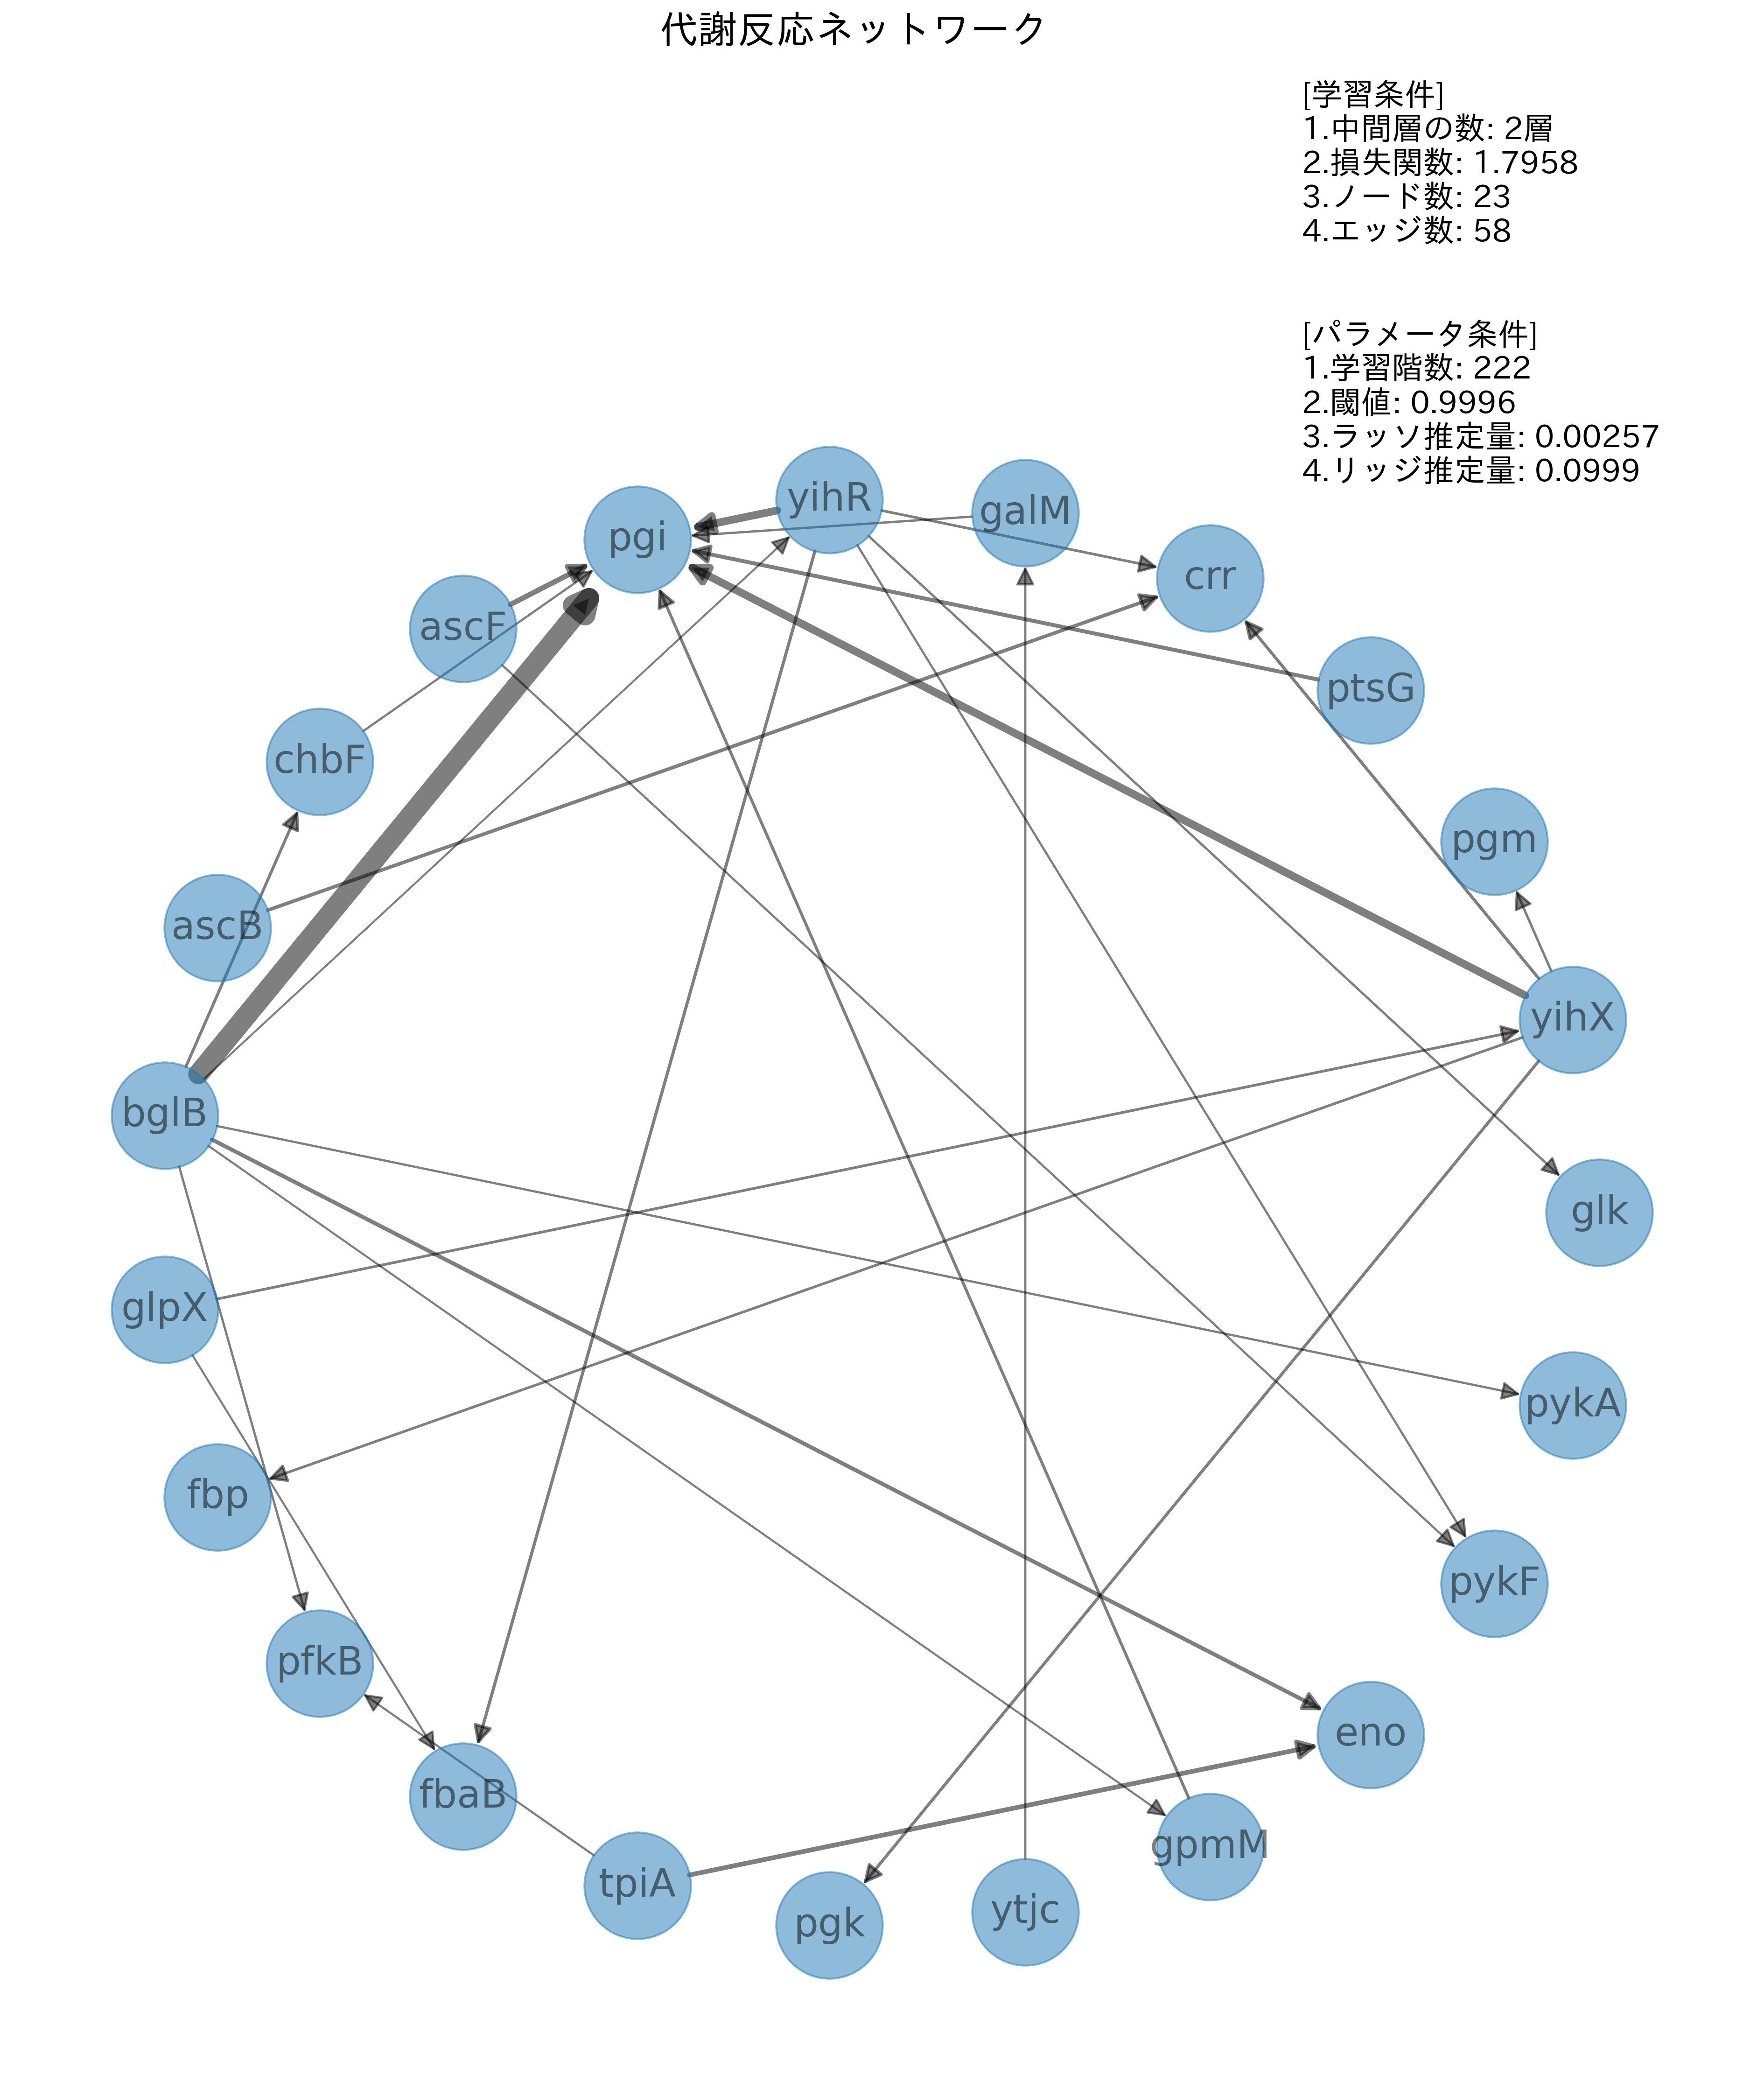 代謝反応ネットワーク
[学習条件]
1.中間層の数: 2層
2.損失関数: 1.7958
3.ノード数: 23
4.エッジ数: 58
[パラメータ条件]
1.学習階数: 222
2.閾値: 0.9996
3.ラッソ推定量: 0.00257
4.リッジ推定量: 0.0999
yihR
galM
pgi
crr
ascF
ptsG
chbF
pgm
ascB
yihX
bglB
glk
glpX
pykA
fbp
pykF
pfkB
eno
fbaB
gpmM
tpiA
ytjc
pgk